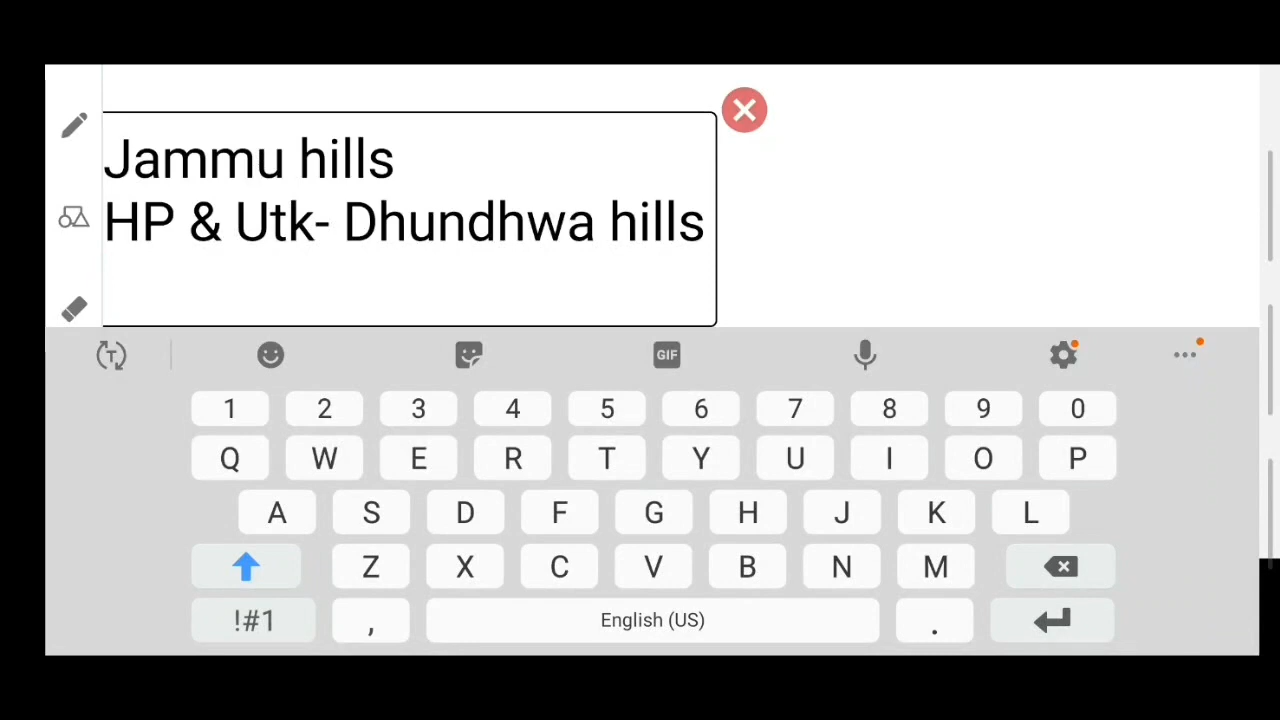 Jammu hills
HP & Utk- Dhundhwa hills
T
GIF
1 2 3 4 5 6 7 8 9 0
Q W E R T Y U I O P
A S D F G H J K L
Z X C V B N M
!#1 , English (US) .